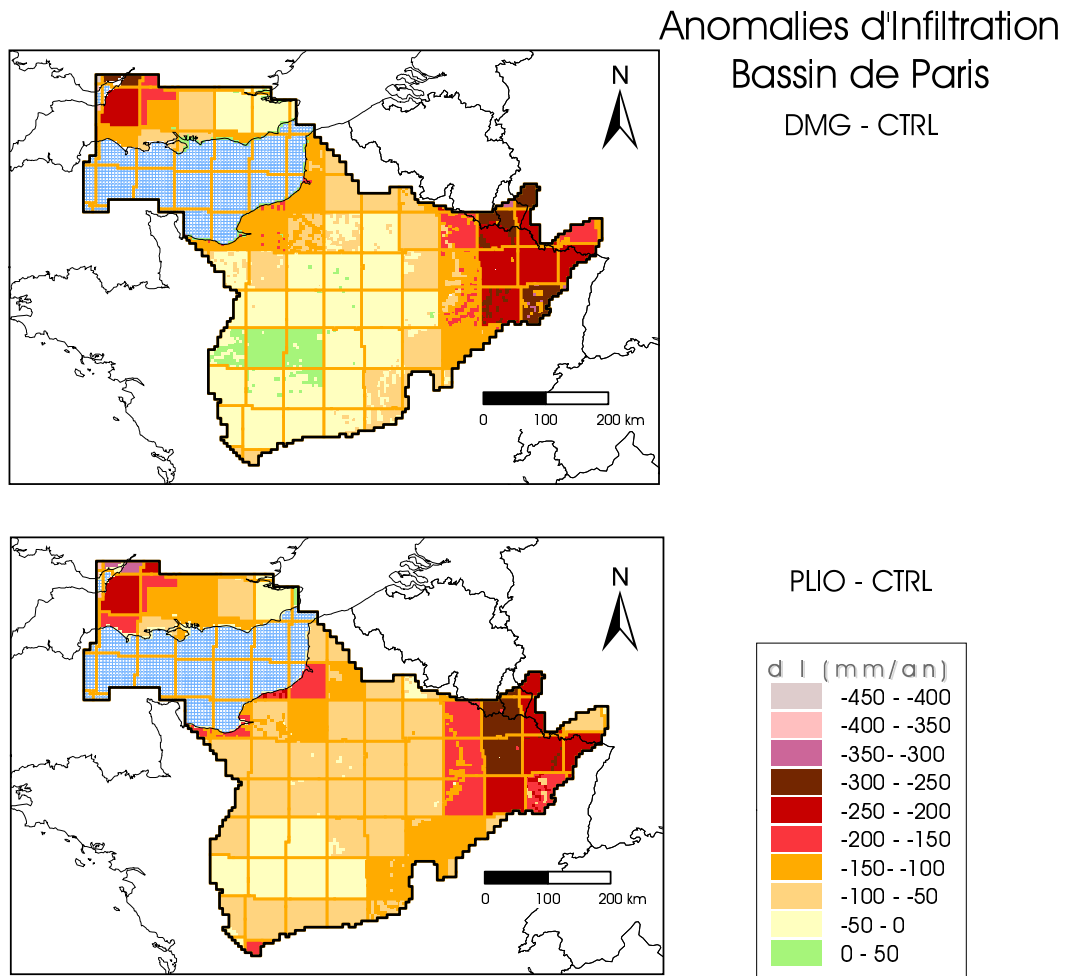 Anomalies d'Infiltration
Bassin de Paris
DMG - CTRL
N
0 100 200 km
PLIO - CTRL
N
0 100 200 km
d I (mm/an)
-450 - -400
-400 - -350
-350 - -300
-300 - -250
-250 - -200
-200 - -150
-150- -100
-100 - -50
-50 - 0
0 - 50